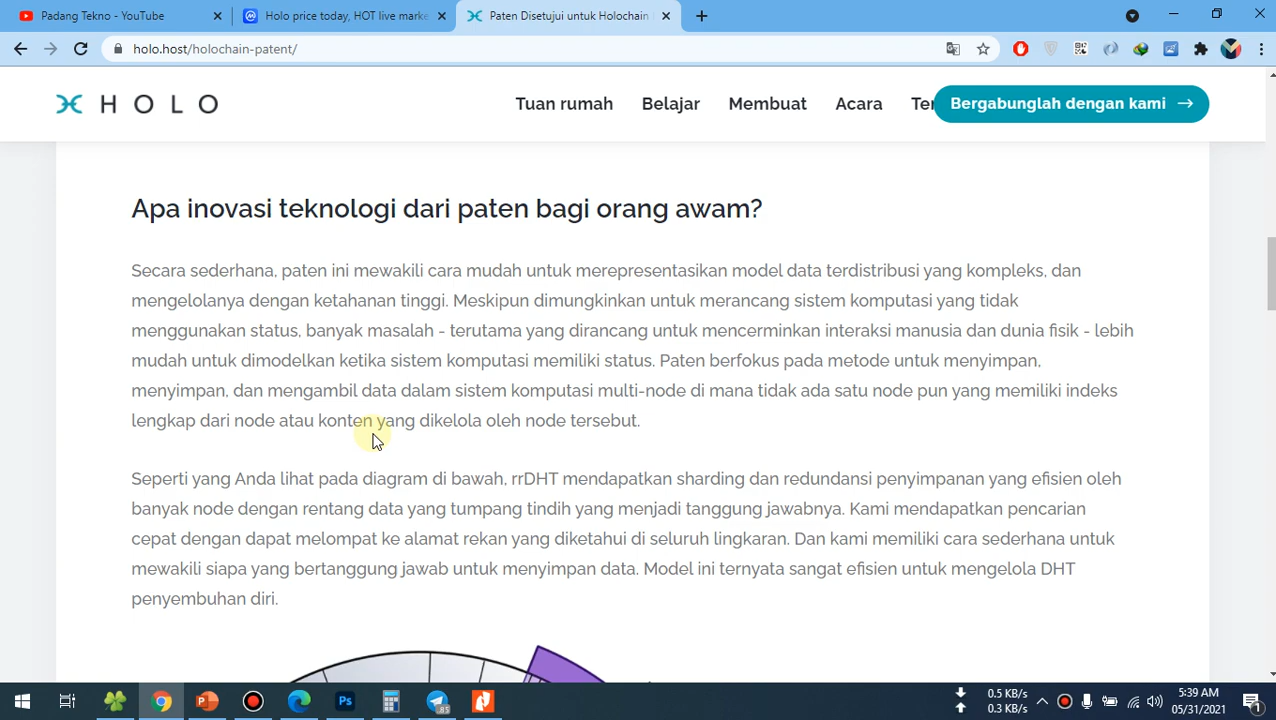 Padang Tekno - YouTube
Holo price today, HOT live marke
Paten Disetujui untuk Holochain
holo.host/holochain-patent/
HOLO
Tuan rumah
Belajar
Membuat
Acara
Ter
Bergabunglah dengan kami →
Apa inovasi teknologi dari paten bagi orang awam?
Secara sederhana, paten ini mewakili cara mudah untuk merepresentasikan model data terdistribusi yang kompleks, dan
mengelolanya dengan ketahanan tinggi. Meskipun dimungkinkan untuk merancang sistem komputasi yang tidak
menggunakan status, banyak masalah - terutama yang dirancang untuk mencerminkan interaksi manusia dan dunia fisik - lebih
mudah untuk dimodelkan ketika sistem komputasi memiliki status. Paten berfokus pada metode untuk menyimpan,
menyimpan, dan mengambil data dalam sistem komputasi multi-node di mana tidak ada satu node pun yang memiliki indeks
lengkap dari node atau konten yang dikelola oleh node tersebut.
Seperti yang Anda lihat pada diagram di bawah, rrDHT mendapatkan sharding dan redundansi penyimpanan yang efisien oleh
banyak node dengan rentang data yang tumpang tindih yang menjadi tanggung jawabnya. Kami mendapatkan pencarian
cepat dengan dapat melompat ke alamat rekan yang diketahui di seluruh lingkaran. Dan kami memiliki cara sederhana untuk
mewakili siapa yang bertanggung jawab untuk menyimpan data. Model ini ternyata sangat efisien untuk mengelola DHT
penyembuhan diri.
0.5 KB/s
0.3 KB/s
5:39 AM
05/31/2021